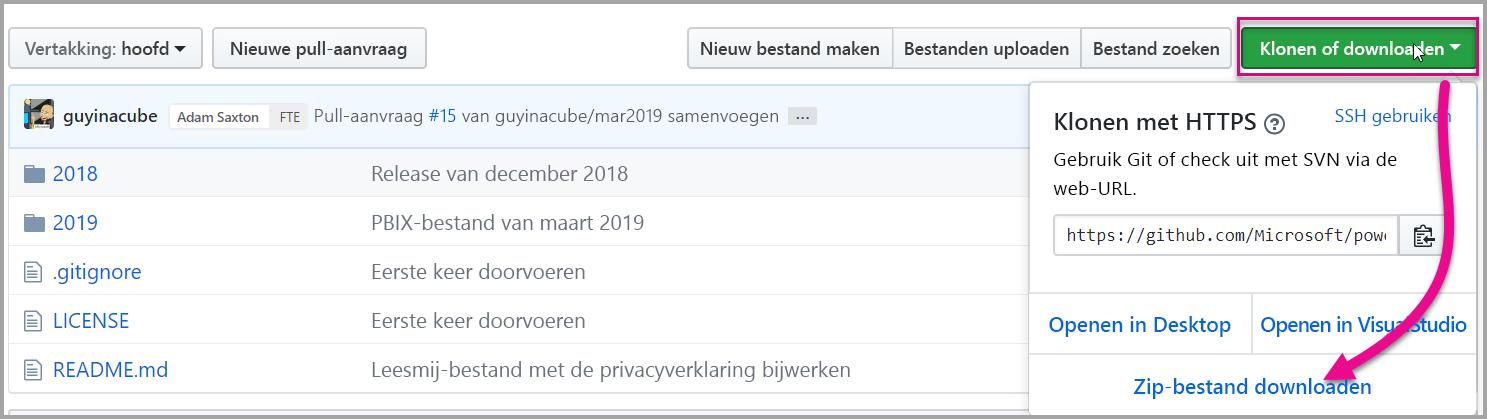 Vertakking: hoofd
Nieuwe pull-aanvraag
Nieuw bestand maken
Bestanden uploaden
Bestand zoeken
Klonen of downloaden
guyinacube Adam Saxton FTE Pull-aanvraag #15 van guyinacube/mar2019 samenvoegen ...
2018 Release van december 2018
2019 PBIX-bestand van maart 2019
.gitignore Eerste keer doorvoeren
LICENSE Eerste keer doorvoeren
README.md Leesmij-bestand met de privacyverklaring bijwerken
Klonen met HTTPS ?
SSH gebruiken
Gebruik Git of check uit met SVN via de
web-URL.
https://github.com/Microsoft/powe
Openen in Desktop
Openen in VisualStudio
Zip-bestand downloaden